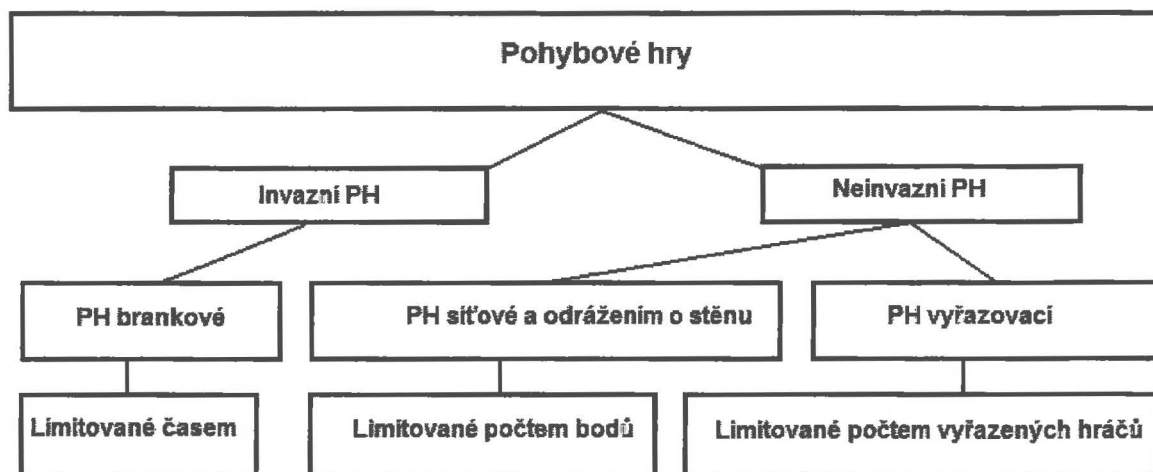 Pohybové hry
Invazní PH
Neinvazní PH
PH brankové
PH síťové a odrážením o stěnu
PH vyřazovací
Limitované časem
Limitované počtem bodů
Limitované počtem vyřazených hráčů